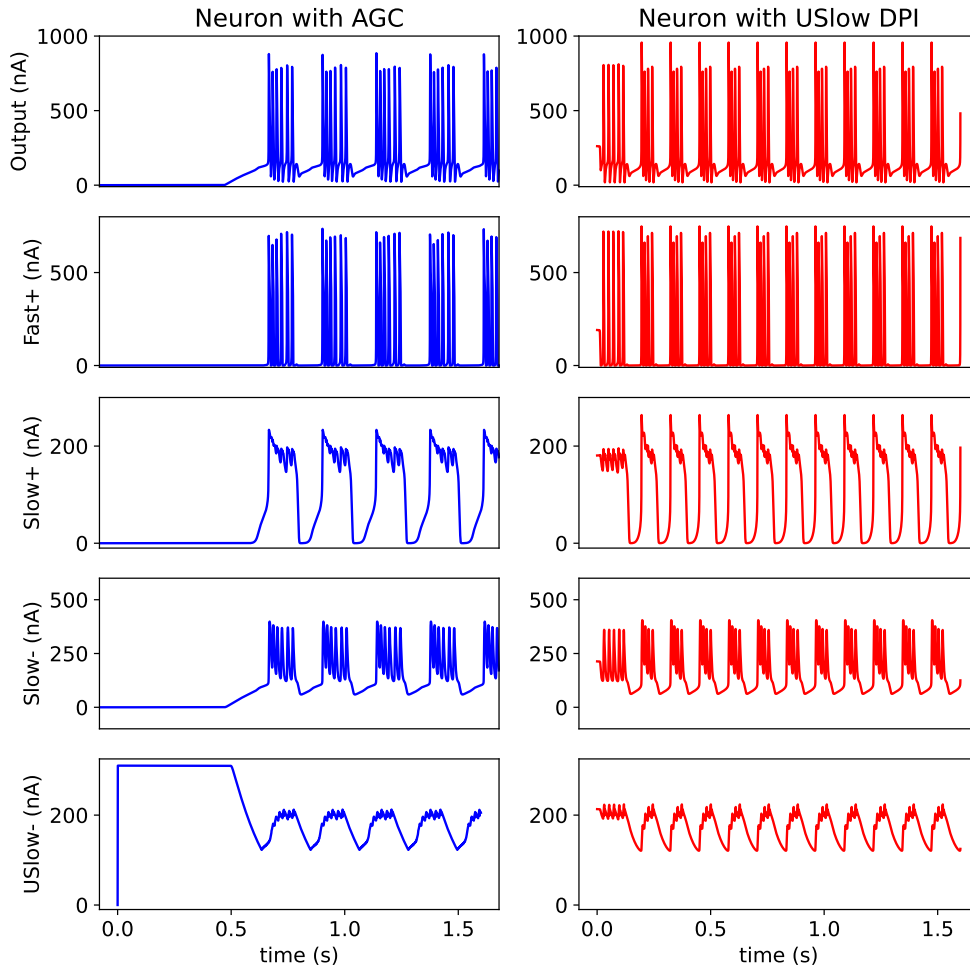 Neuron with AGC
Neuron with USlow DPI
Output (nA)
1000
500
0
Fast+ (nA)
500
0
500
0
Slow+ (nA)
200
0
200
0
Slow- (nA)
500
250
0
500
250
0
USlow- (nA)
200
0
200
0
0.0 0.5 1.0 1.5
time (s)
0.0 0.5 1.0 1.5
time (s)
1000
500
0